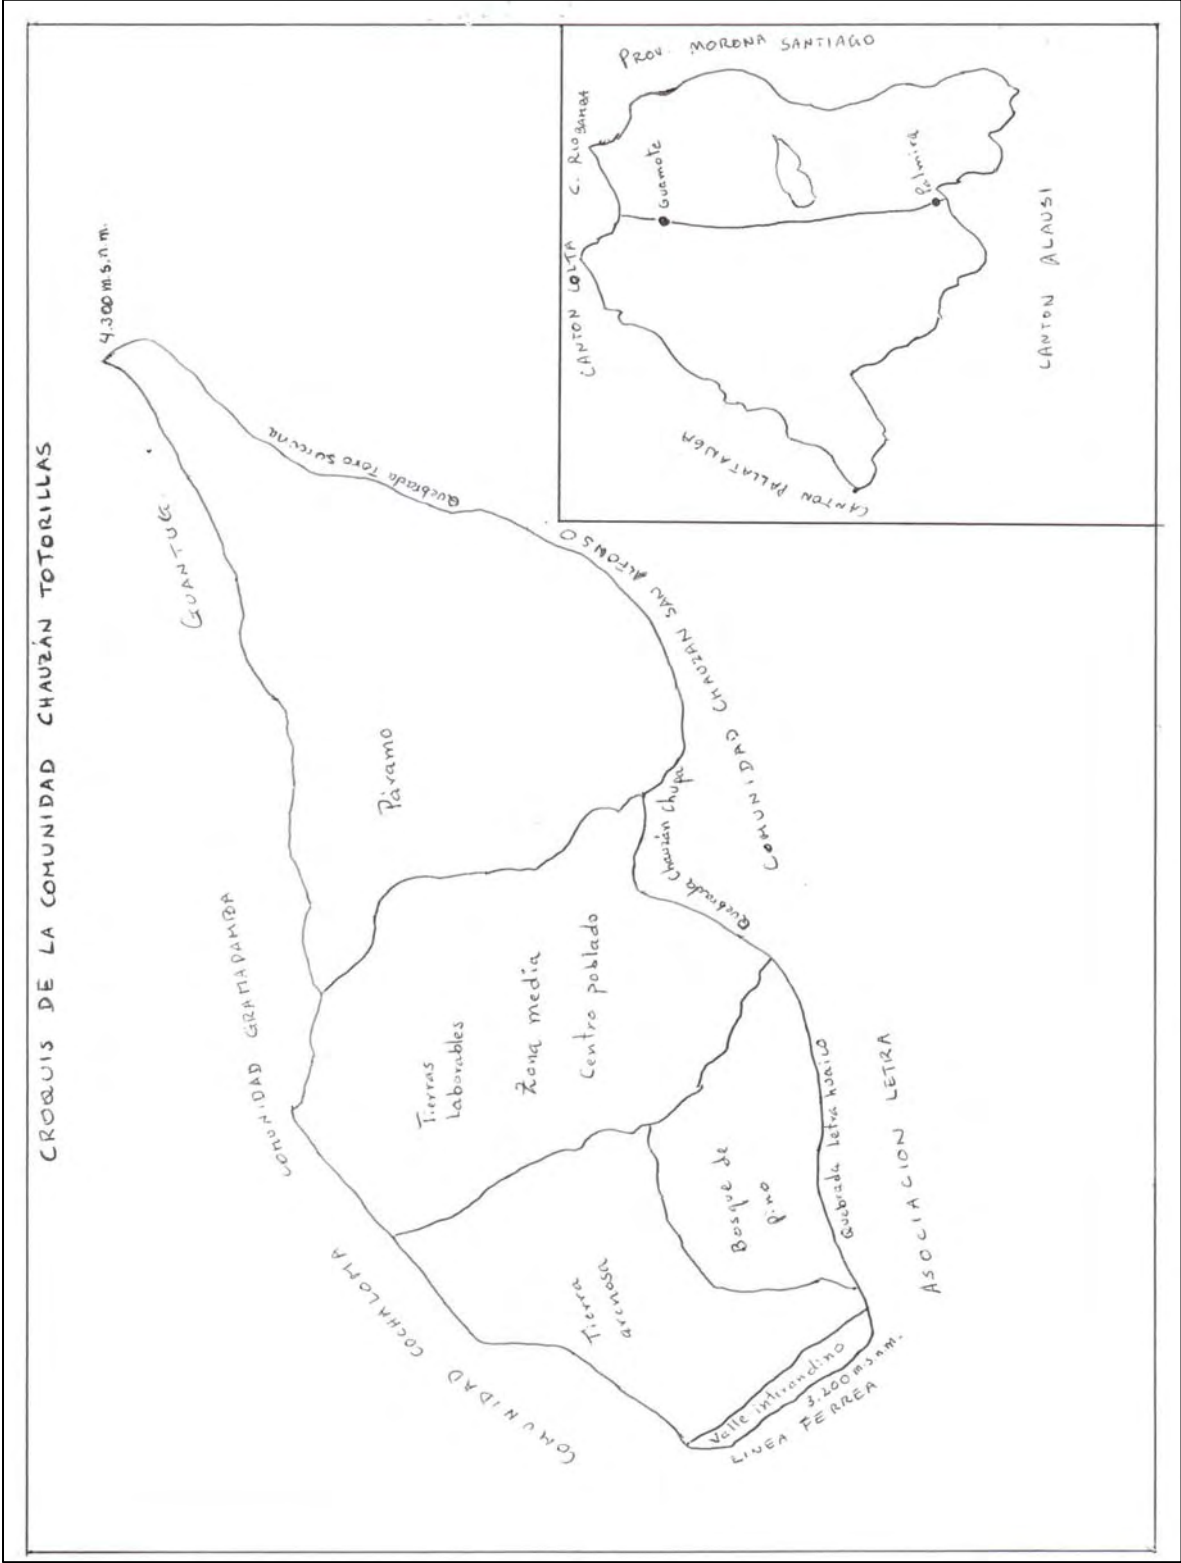 CROQUIS DE LA COMUNIDAD CHAUZÁN TOTORILLAS
4.300 m.s.n.m.
Quebrada Toro
COMUNIDAD GRAMAPAMBA
Páramo
COMUNIDAD CHAUZAN SAN ALFONSO
Quebrada Chauzán Chupa
Tierras
Laborables
Zona media
Centro poblado
COMUNIDAD COCHALOMA
Tierra
arenosa
Bosque de
pino
Quebrada Letra huaico
ASOCIACION LETRA
Valle interandino
3.200 m.s.n.m.
LINEA FERREA
PROV. MORONA SANTIAGO
C. RIOBAMBA
CANTON COLTA
Guamote
Palmira
CANTON PALLATANGA
CANTON ALAUSI